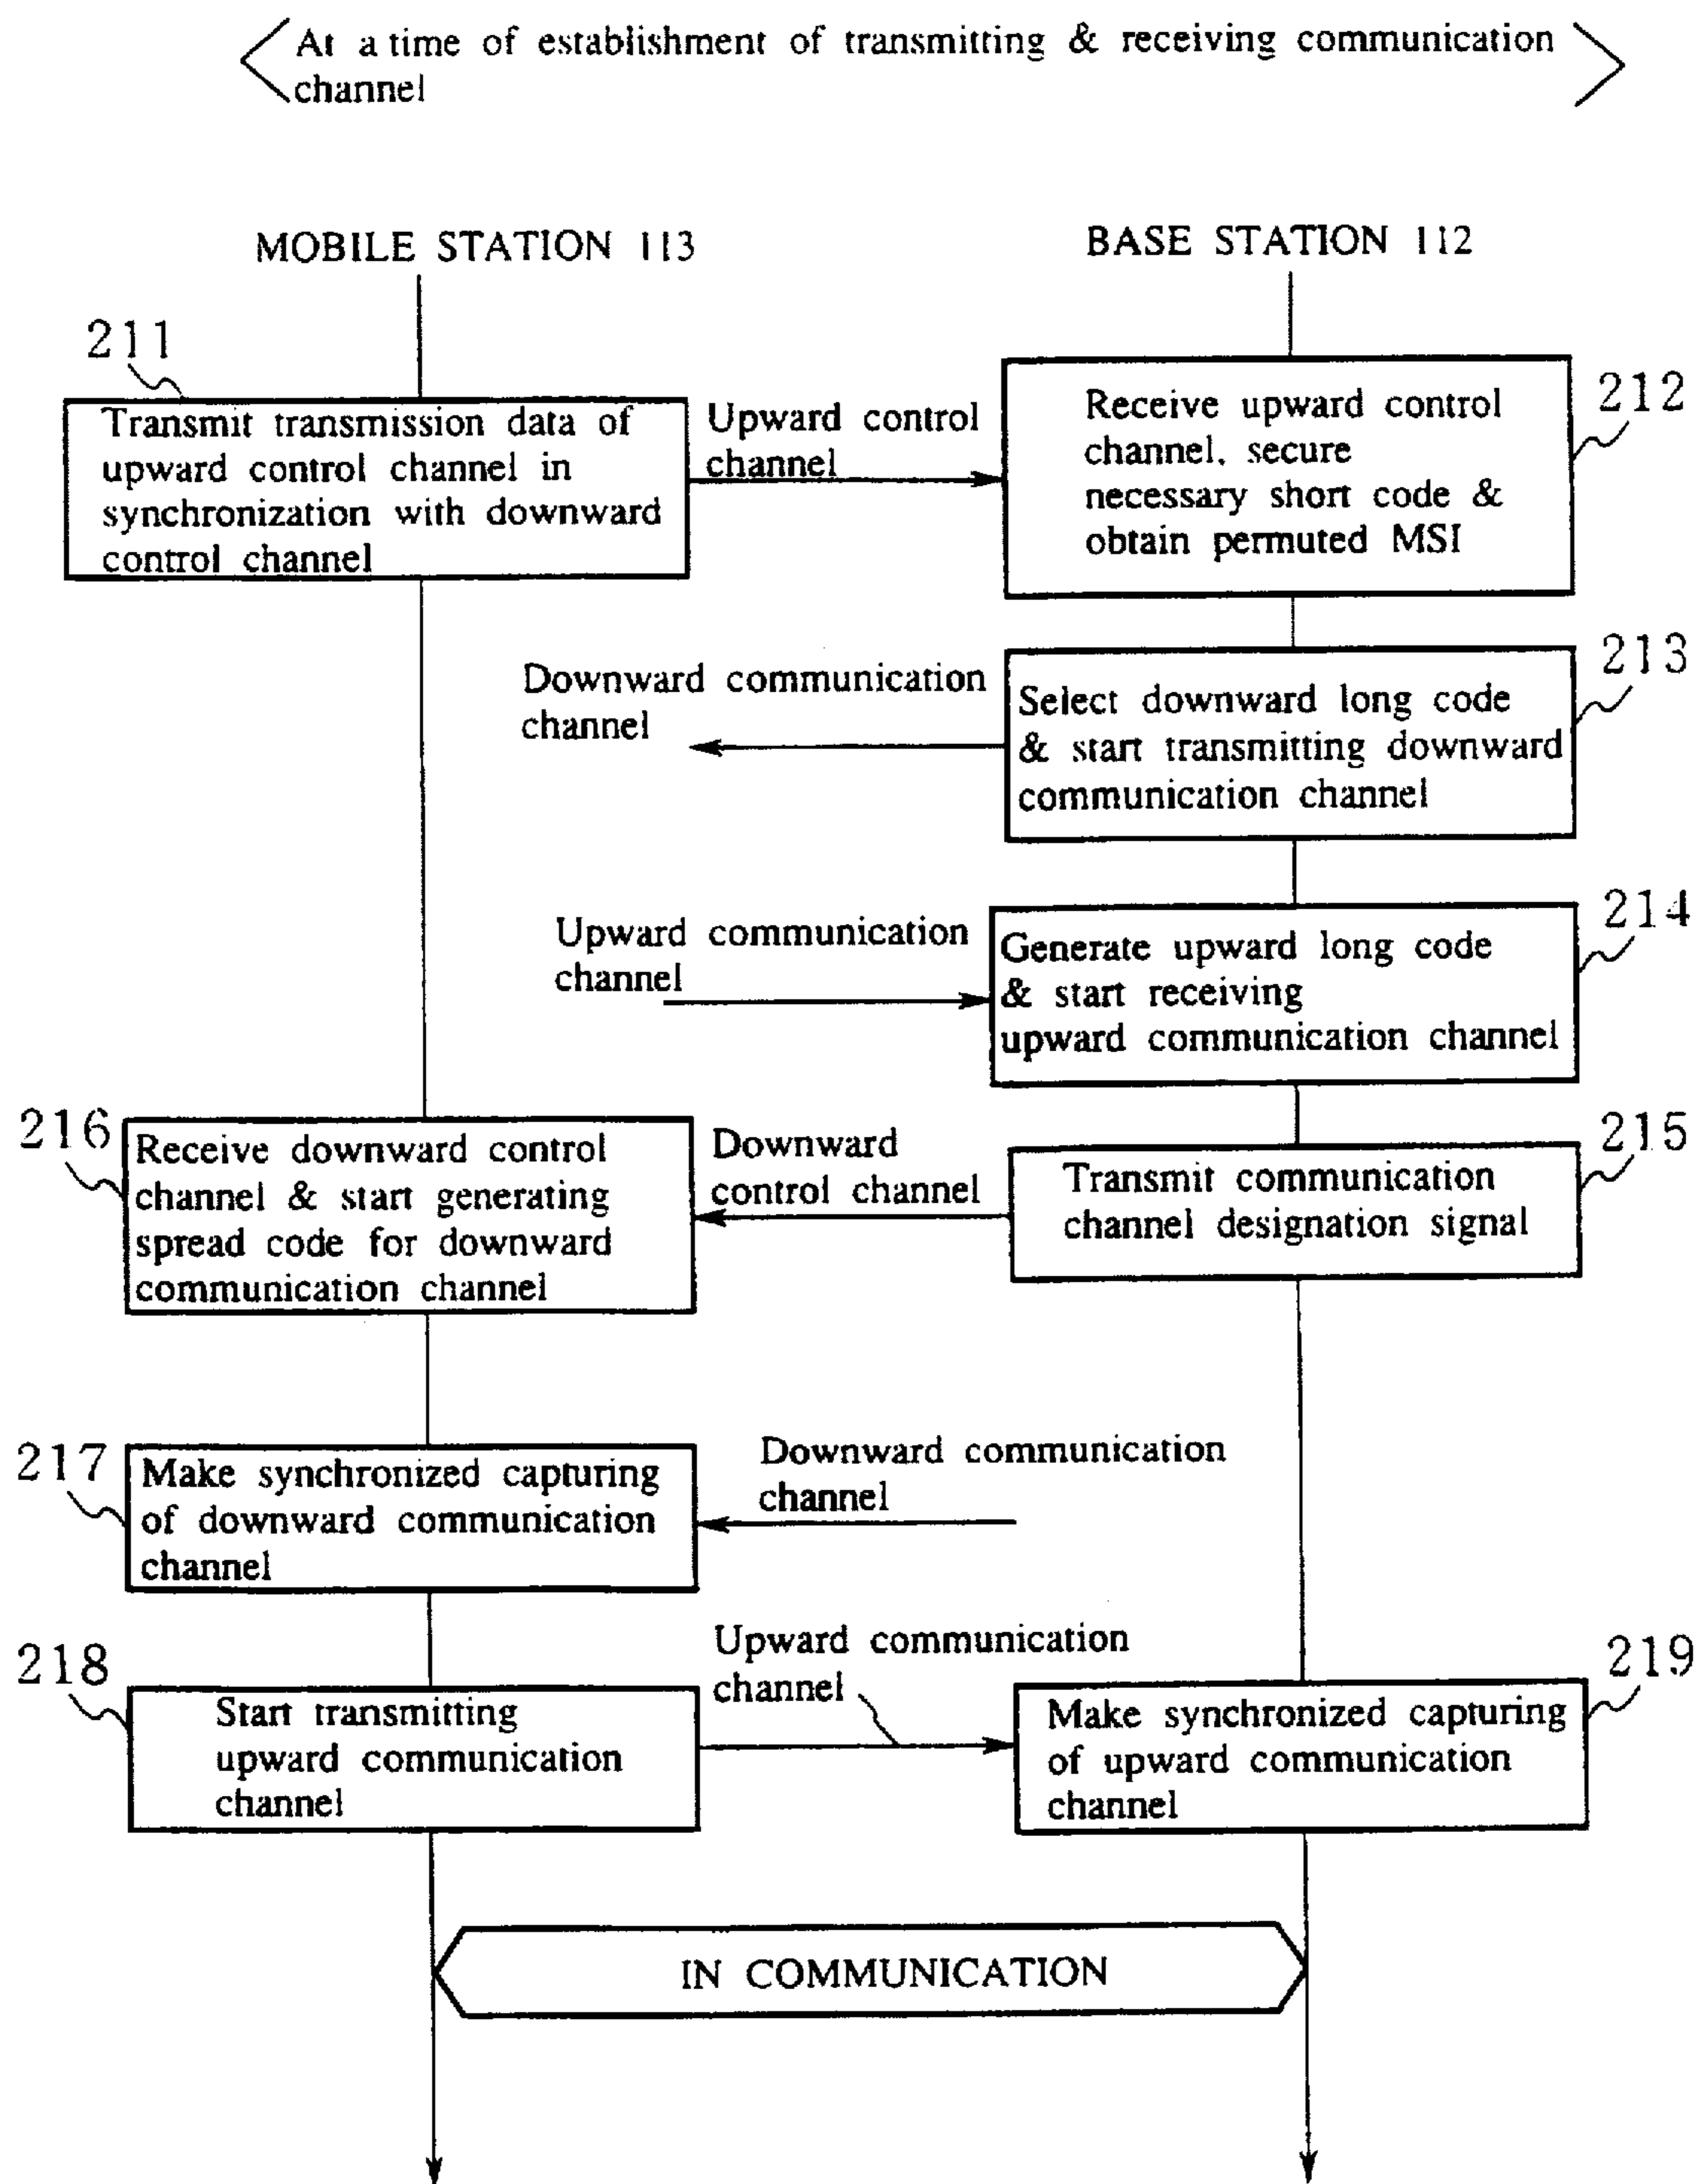 At a time of establishment of transmitting & receiving communication
channel
MOBILE STATION 113
BASE STATION 112
211
Transmit transmission data of
upward control channel in
synchronization with downward
control channel
Upward control
channel
212
Receive upward control
channel, secure
necessary short code &
obtain permuted MSI
213
Downward communication
channel
Select downward long code
& start transmitting downward
communication channel
214
Upward communication
channel
Generate upward long code
& start receiving
upward communication channel
216
Receive downward control
channel & start generating
spread code for downward
communication channel
Downward
control channel
215
Transmit communication
channel designation signal
217
Make synchronized capturing
of downward communication
channel
Downward communication
channel
218
Start transmitting
upward communication
channel
Upward communication
channel
219
Make synchronized capturing
of upward communication
channel
IN COMMUNICATION